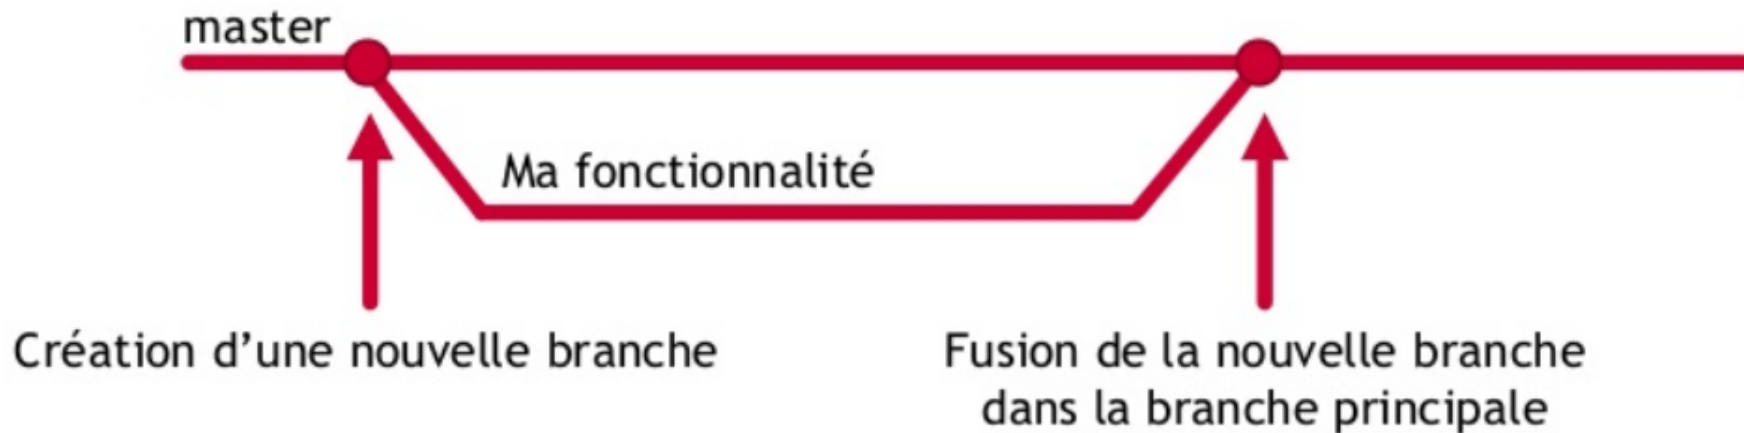 master
Ma fonctionnalité
Création d’une nouvelle branche
Fusion de la nouvelle branche
dans la branche principale